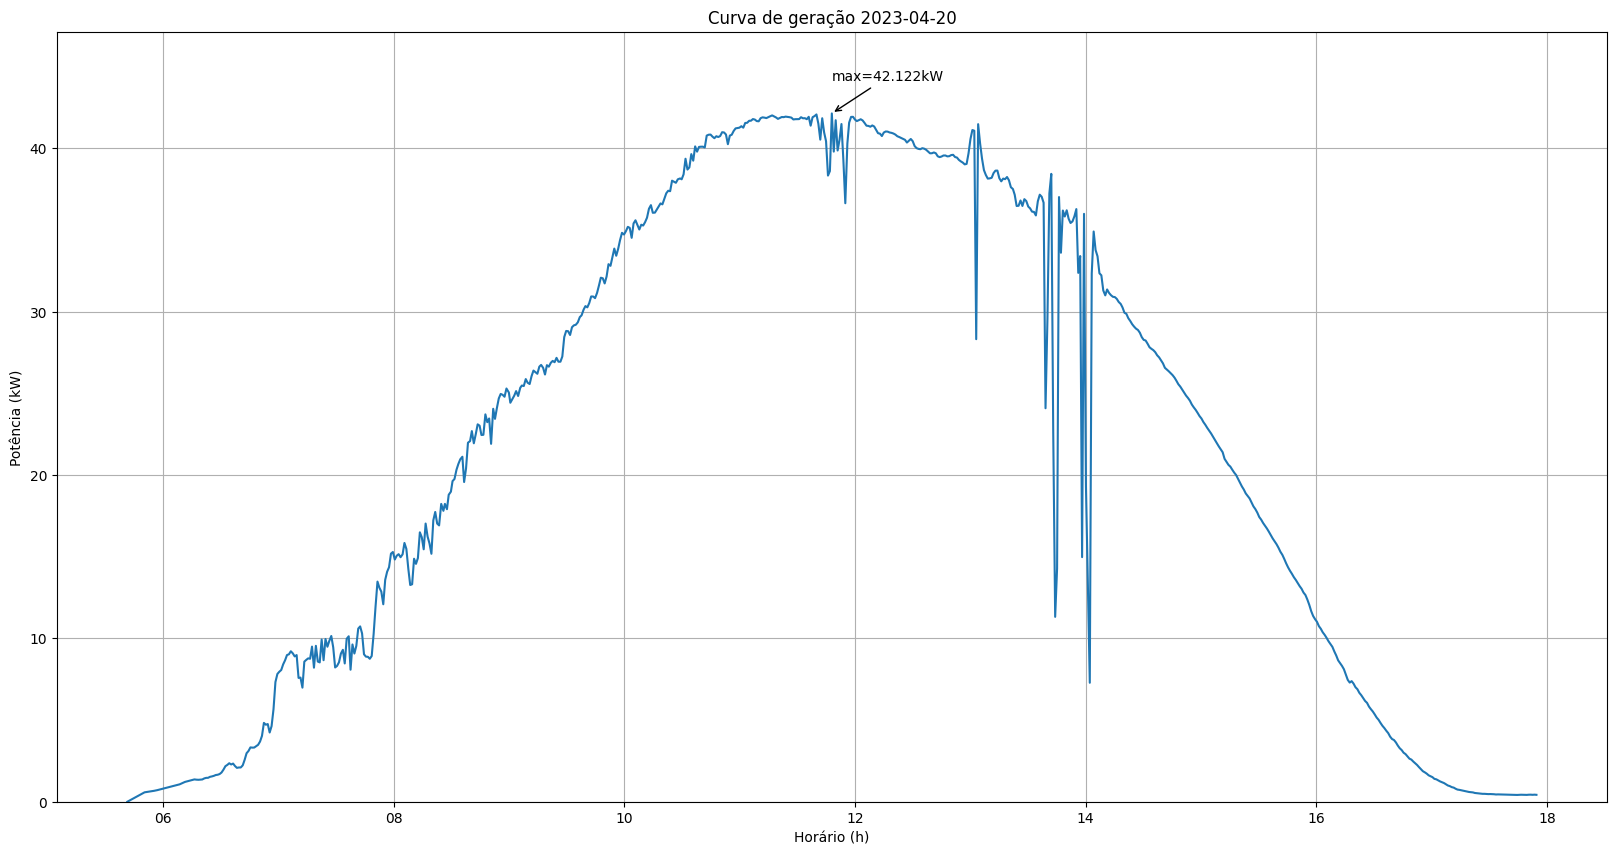 Curva de geração 2023-04-20
max=42.122kW
Potência (kW)
40
30
20
10
0
06 08 10 12 14 16 18
Horário (h)